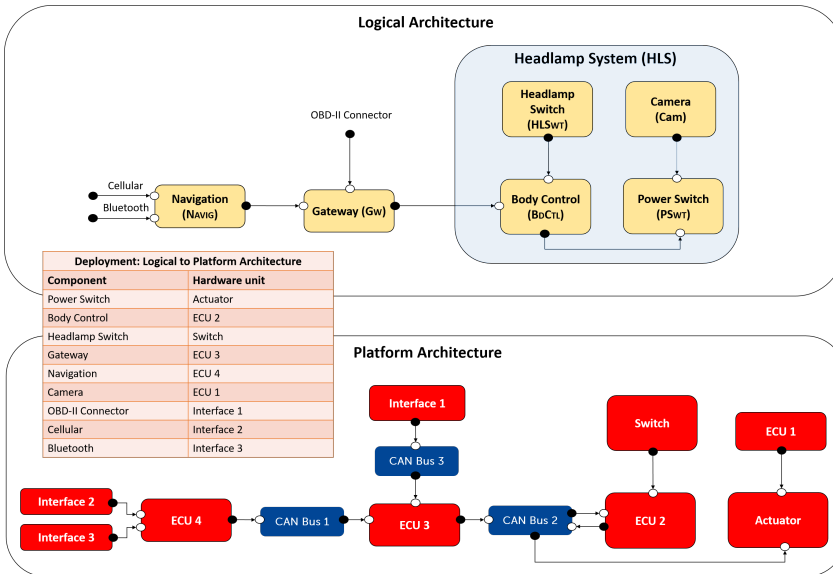 Logical Architecture
Headlamp System (HLS)
Headlamp
Switch
(HLSWT)
Camera
(Cam)
OBD-II Connector
Cellular
Bluetooth
Navigation
(NAVIG)
Gateway (GW)
Body Control
(BDCTL)
Power Switch
(PSWT)
Deployment: Logical to Platform Architecture
Component Hardware unit
Power Switch Actuator
Body Control ECU 2
Headlamp Switch Switch
Gateway ECU 3
Navigation ECU 4
Camera ECU 1
OBD-II Connector Interface 1
Cellular Interface 2
Bluetooth Interface 3
Platform Architecture
Interface 1
Switch
ECU 1
CAN Bus 3
Interface 2
Interface 3
ECU 4
CAN Bus 1
ECU 3
CAN Bus 2
ECU 2
Actuator